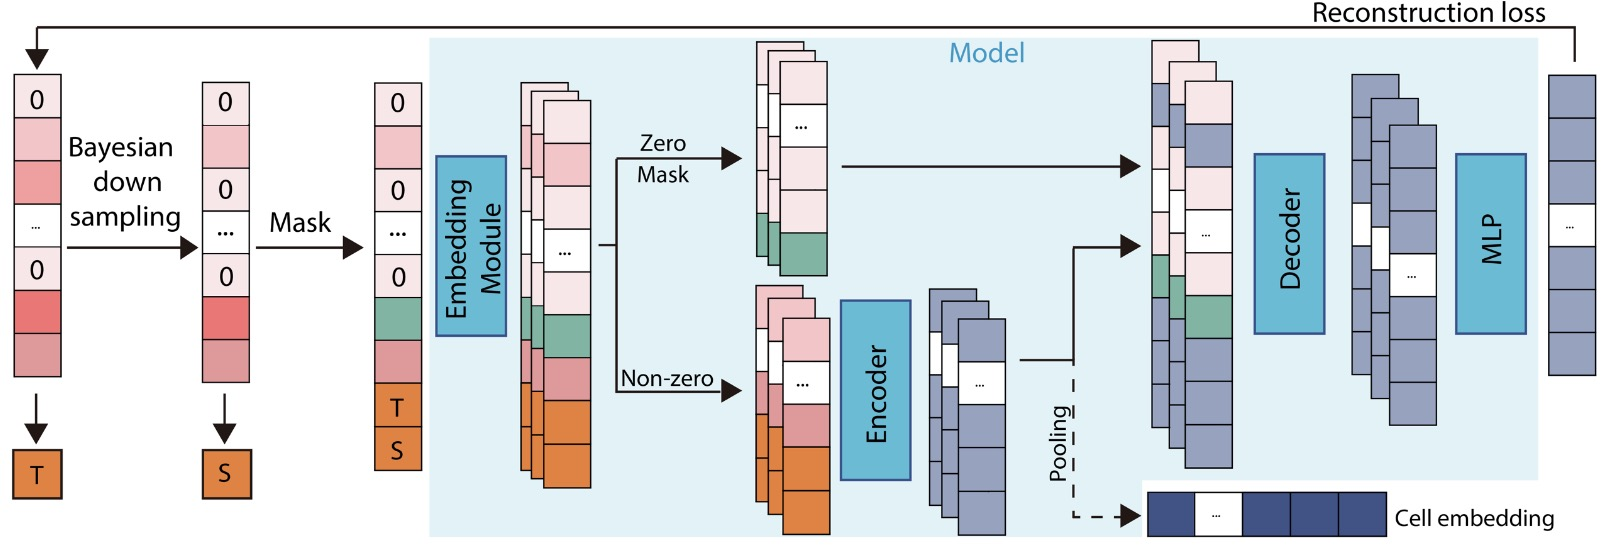 Reconstruction loss
Model
0
...
0
Bayesian
down
sampling
T
0
0
...
0
S
Mask
0
0
...
0
T
S
Embedding
Module
...
Zero
Mask
Non-zero
...
...
Encoder
...
Pooling
...
Decoder
...
MLP
...
...
Cell embedding